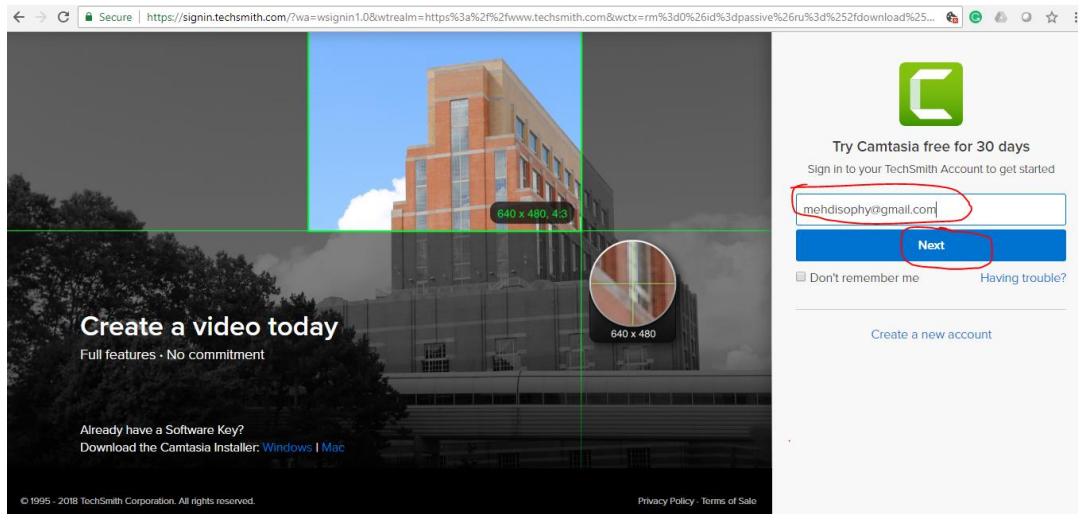 Secure | https://signin.techsmith.com/?wa=wsignin1.0&wtrealm=https%3a%2f%2fwww.techsmith.com&wctx=rm%3d0%26id%3dpassive%26ru%3d%252fdownload%25...
640 x 480, 4:3
640 x 480
Create a video today
Full features · No commitment
Already have a Software Key?
Download the Camtasia Installer: Windows | Mac
© 1995 - 2018 TechSmith Corporation. All rights reserved.
Privacy Policy - Terms of Sale
Try Camtasia free for 30 days
Sign in to your TechSmith Account to get started
mehdisophy@gmail.com
Next
Don't remember me
Having trouble?
Create a new account